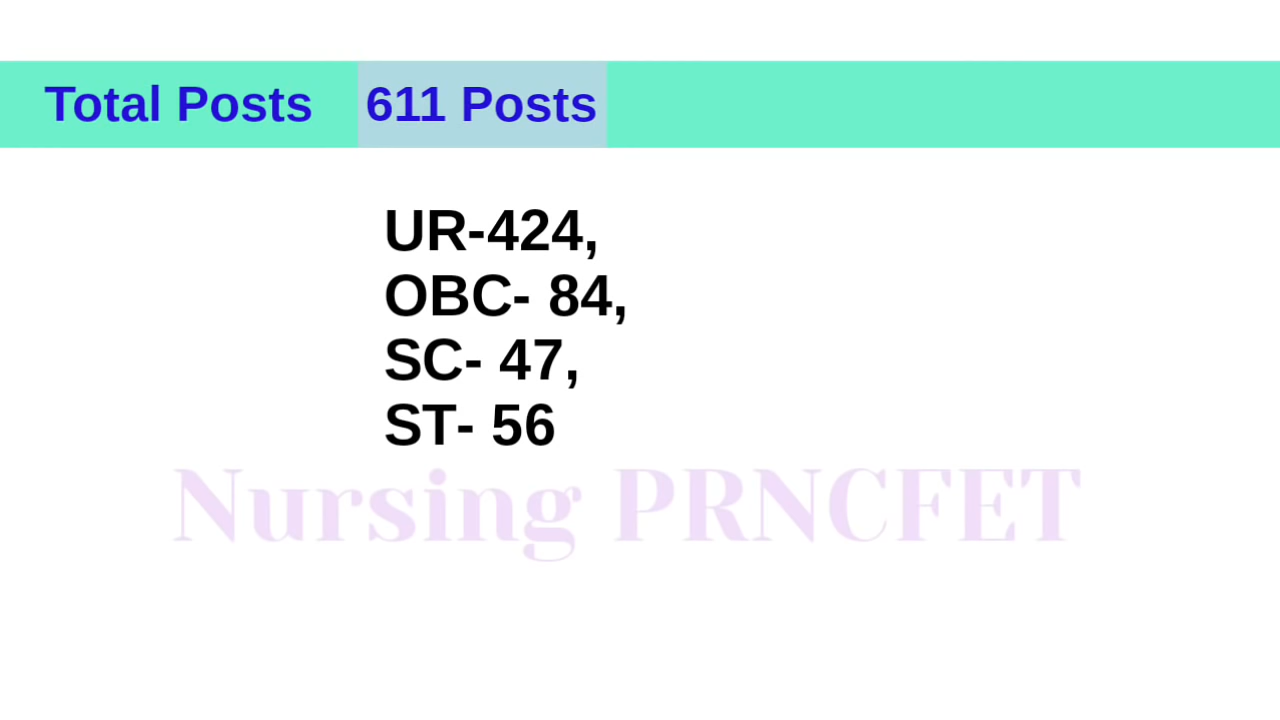 Total Posts 611 Posts
UR-424,
OBC- 84,
SC- 47,
ST- 56
Nursing PRNCFET